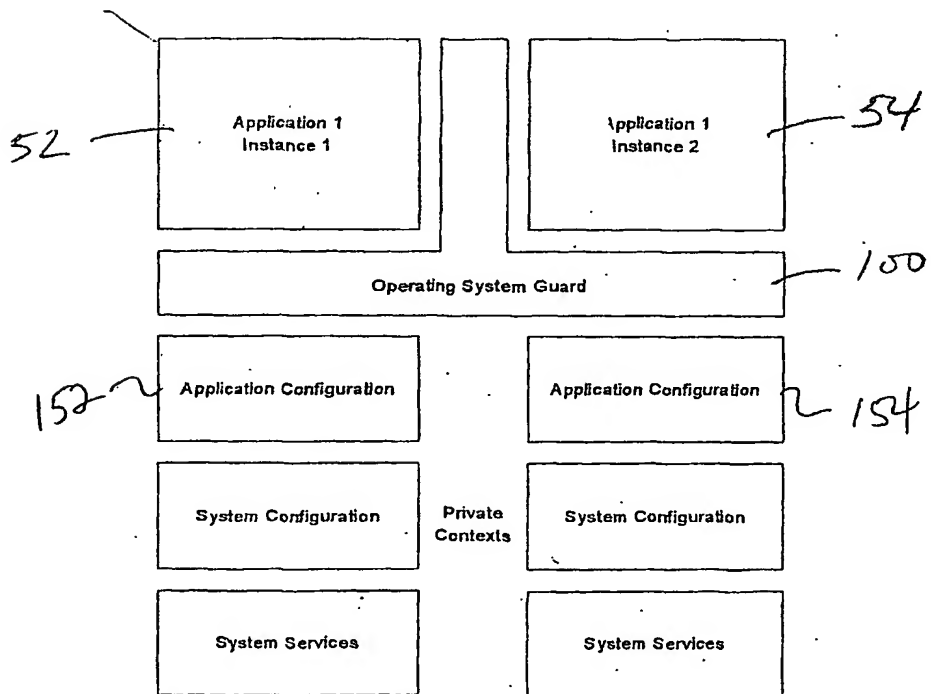 Application 1
Instance 1
Application 1
Instance 2
52
54
Operating System Guard
100
Application Configuration
Application Configuration
152
154
System Configuration
Private
Contexts
System Configuration
System Services
System Services